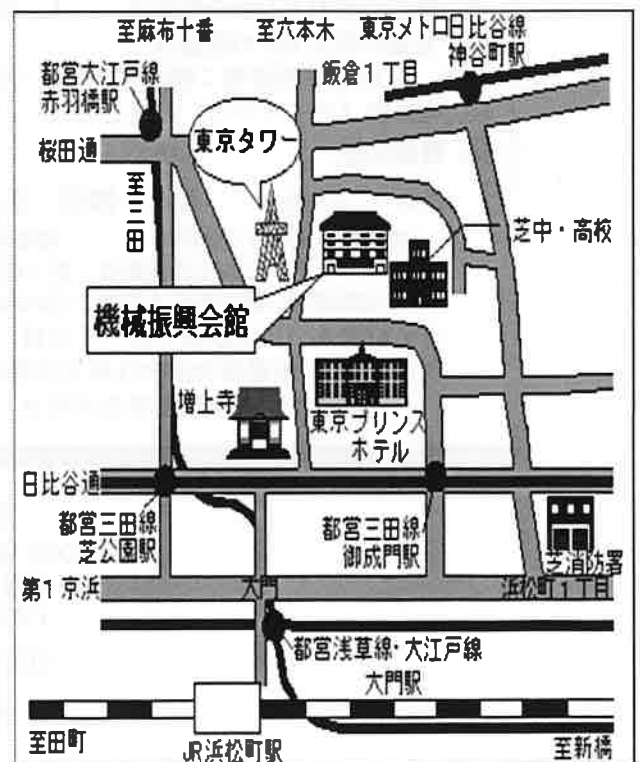 至麻布十番
至六本木
東京メトロ日比谷線
神谷町駅
都営大江戸線
赤羽橋駅
飯倉1丁目
桜田通
東京タワー
至三田
芝中・高校
機械振興会館
増上寺
東京プリンス
ホテル
日比谷通
都営三田線
芝公園駅
都営三田線
御成門駅
芝消防署
第1京浜
大門
浜松町1丁目
都営浅草線・大江戸線
大門駅
至田町
JR浜松町駅
至新橋